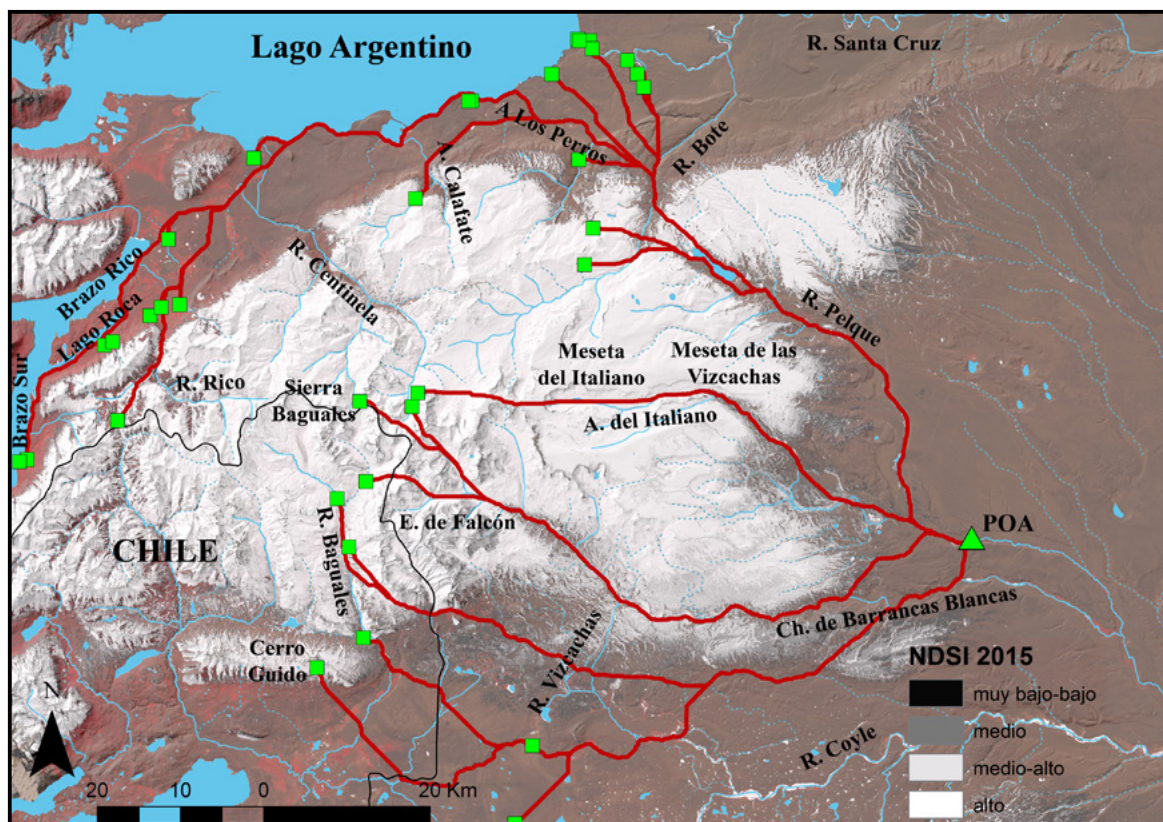 Lago Argentino
R. Santa Cruz
A Los Perros
R. Bote
A. Calafate
R. Centinela
Brazo Rico
Lago Roca
R. Pelque
Brazo Sur
R. Rico
Sierra
Baguales
Meseta
del Italiano
Meseta de las
Vizcachas
A. del Italiano
E. de Falcón
POA
CHILE
R. Baguales
Ch. de Barrancas Blancas
R. Vizcachas
Cerro
Guido
R. Coyle
N
20 10 0 20 Km
NDSI 2015
muy bajo-bajo
medio
medio-alto
alto